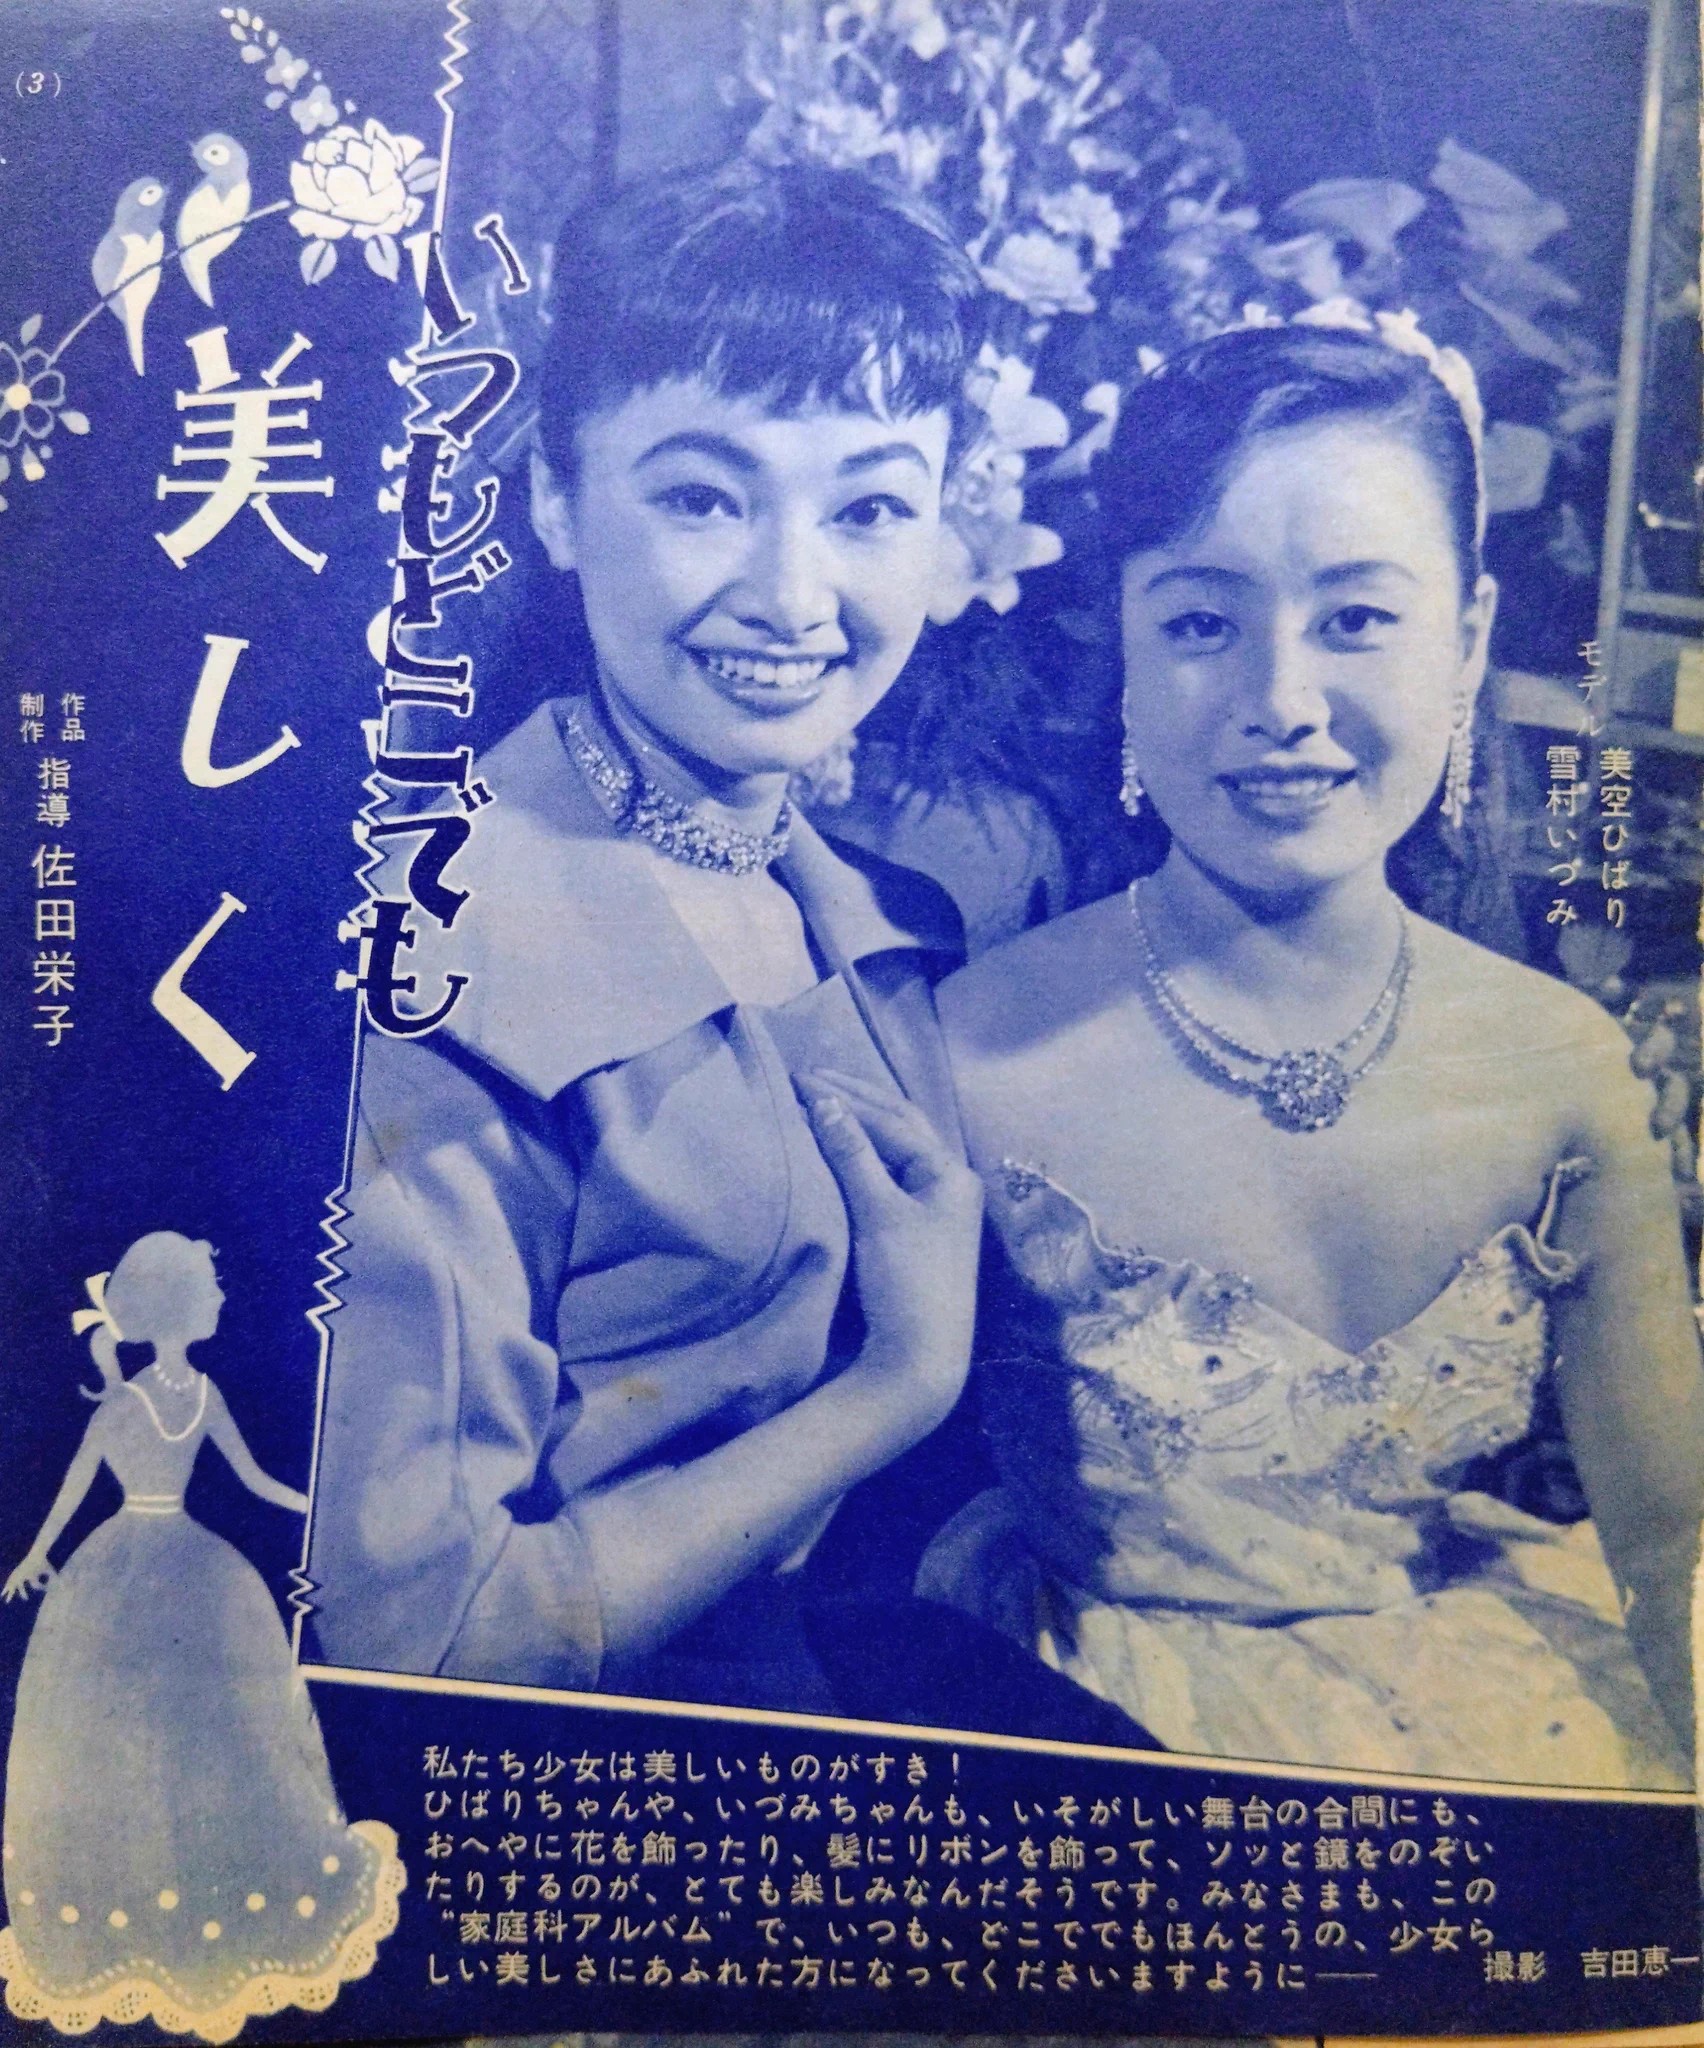 (3)
いつもどこでも
美しく
作品
制作
指導 佐田栄子
モデル 美空ひばり
雪村いづみ
私たち少女は美しいものがすき！
ひばりちゃんや、いづみちゃんも、いそがしい舞台の合間にも、
おへやに花を飾ったり、髪にリボンを飾って、ソッと鏡をのぞい
たりするのが、とても楽しみなんだそうです。みなさまも、この
“家庭科アルバム”で、いつも、どこででもほんとうの、少女ら
しい美しさにあふれた方になってくださいますように——
撮影 吉田恵一